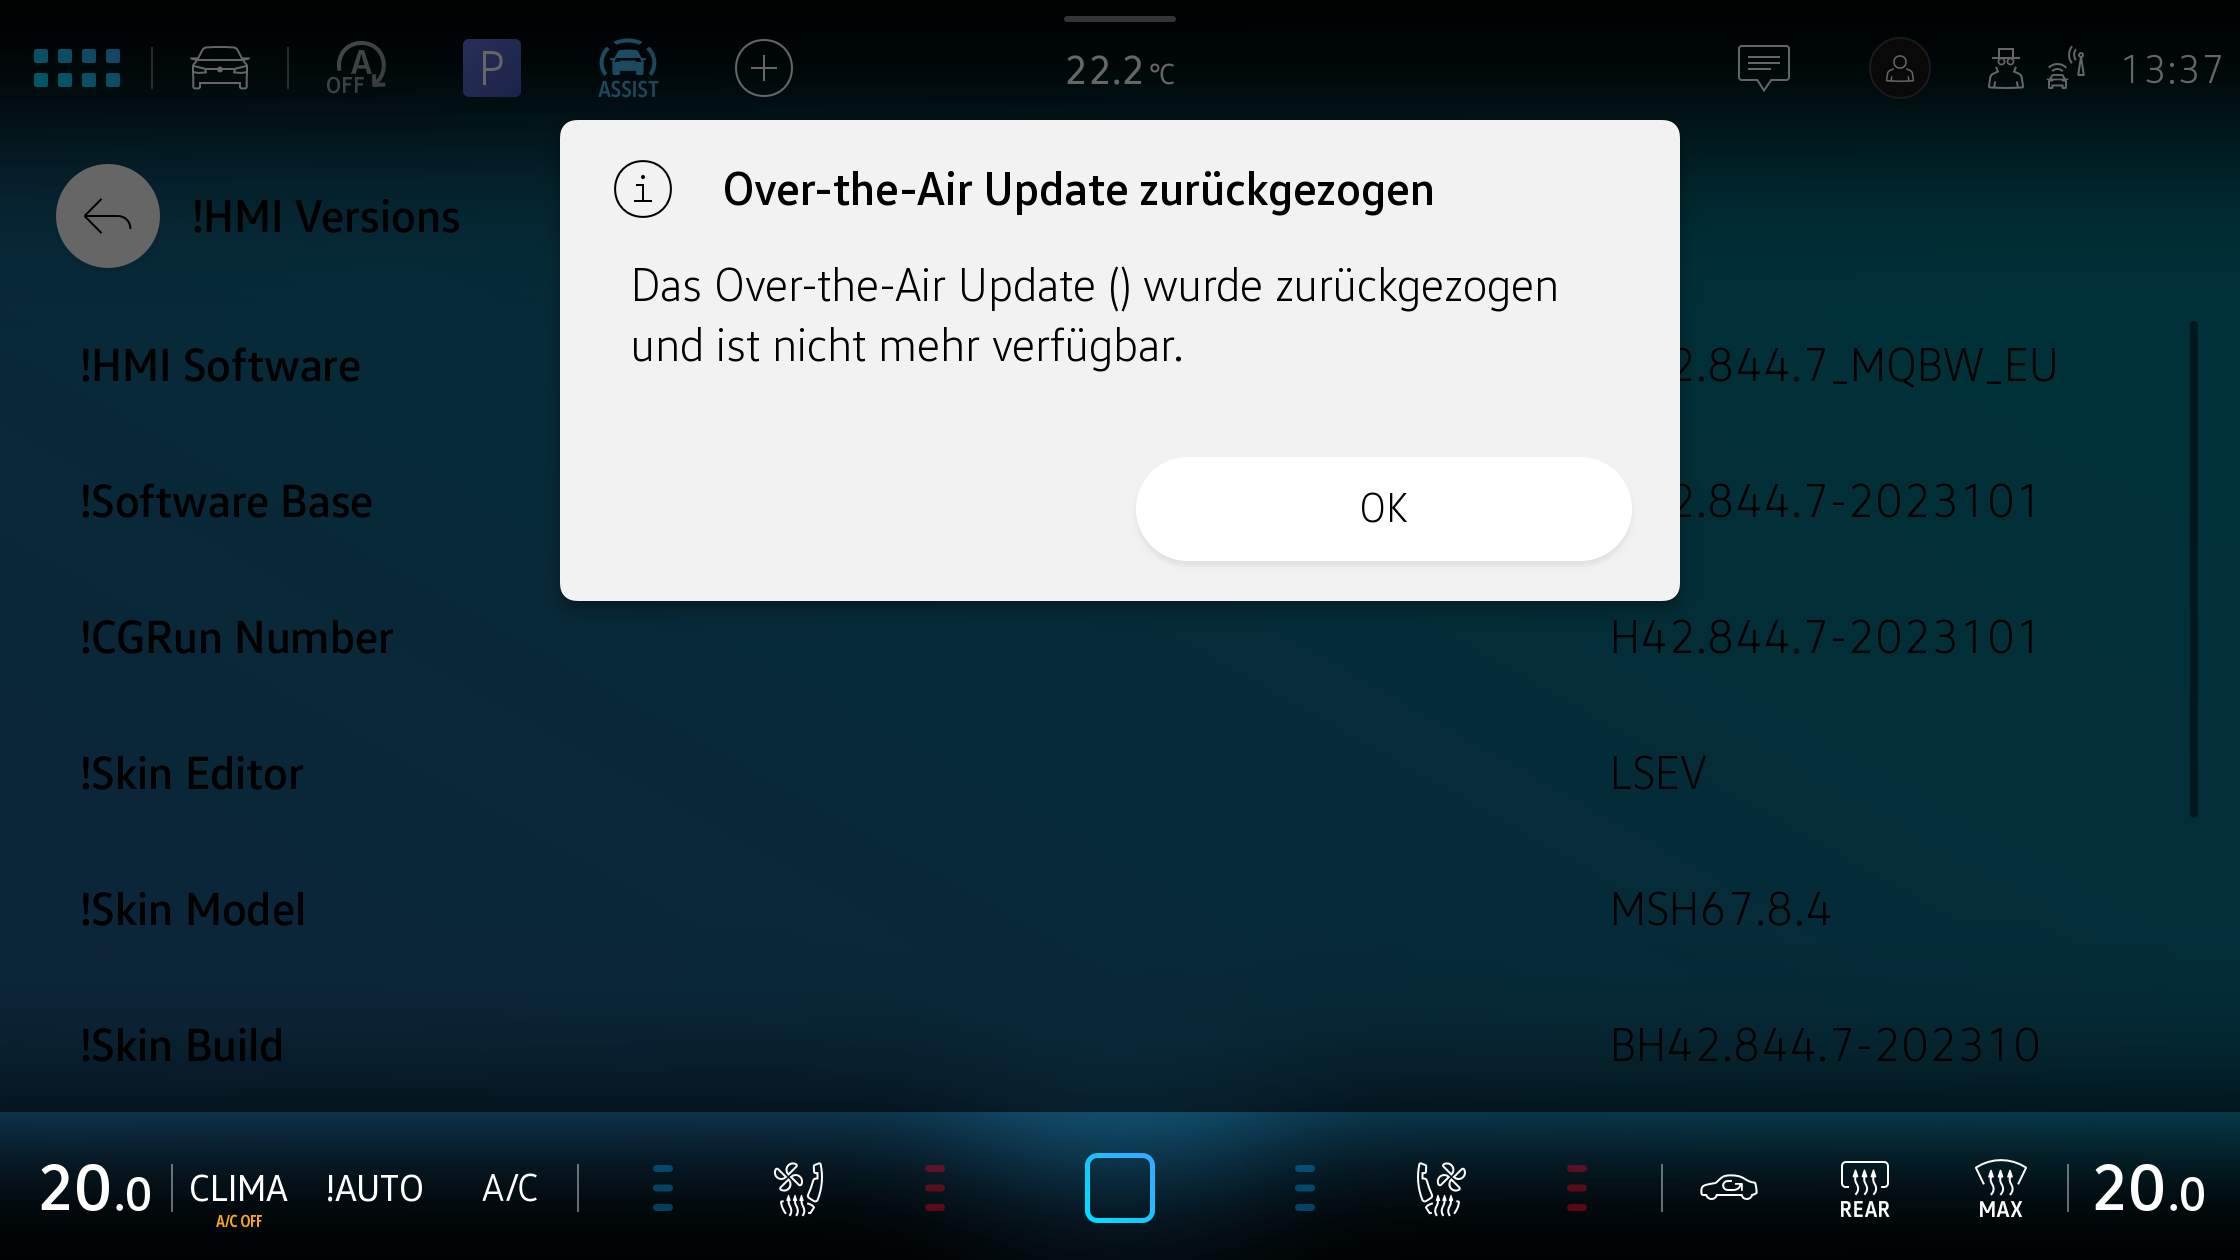 OFF A P ASSIST 22.2 °C 13:37
Over-the-Air Update zurückgezogen
!HMI Versions
Das Over-the-Air Update () wurde zurückgezogen
und ist nicht mehr verfügbar.
!HMI Software 2.844.7_MQBW_EU
OK
!Software Base 2.844.7-2023101
!CGRun Number H42.844.7-2023101
!Skin Editor LSEV
!Skin Model MSH67.8.4
!Skin Build BH42.844.7-202310
20.0 CLIMA !AUTO A/C REAR MAX 20.0
A/C OFF